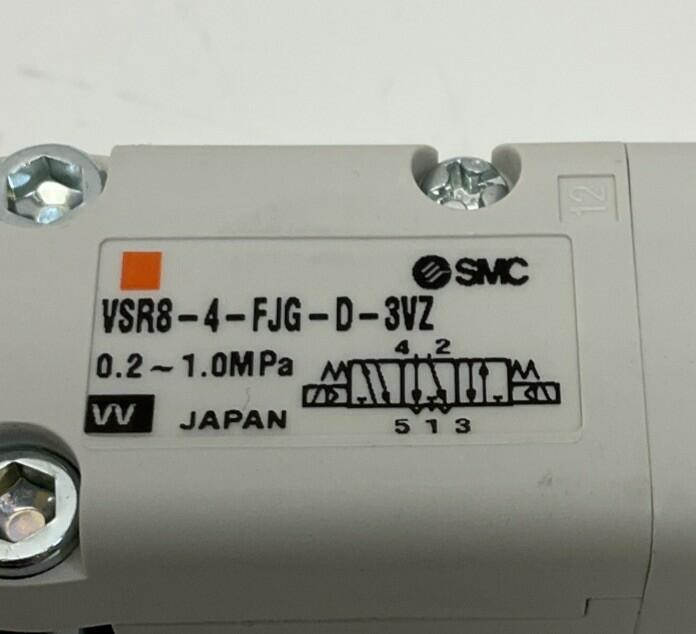 SMC
12
VSR8-4-FJG-D-3VZ
0.2~1.0MPa
4 2
VV JAPAN
5 1 3